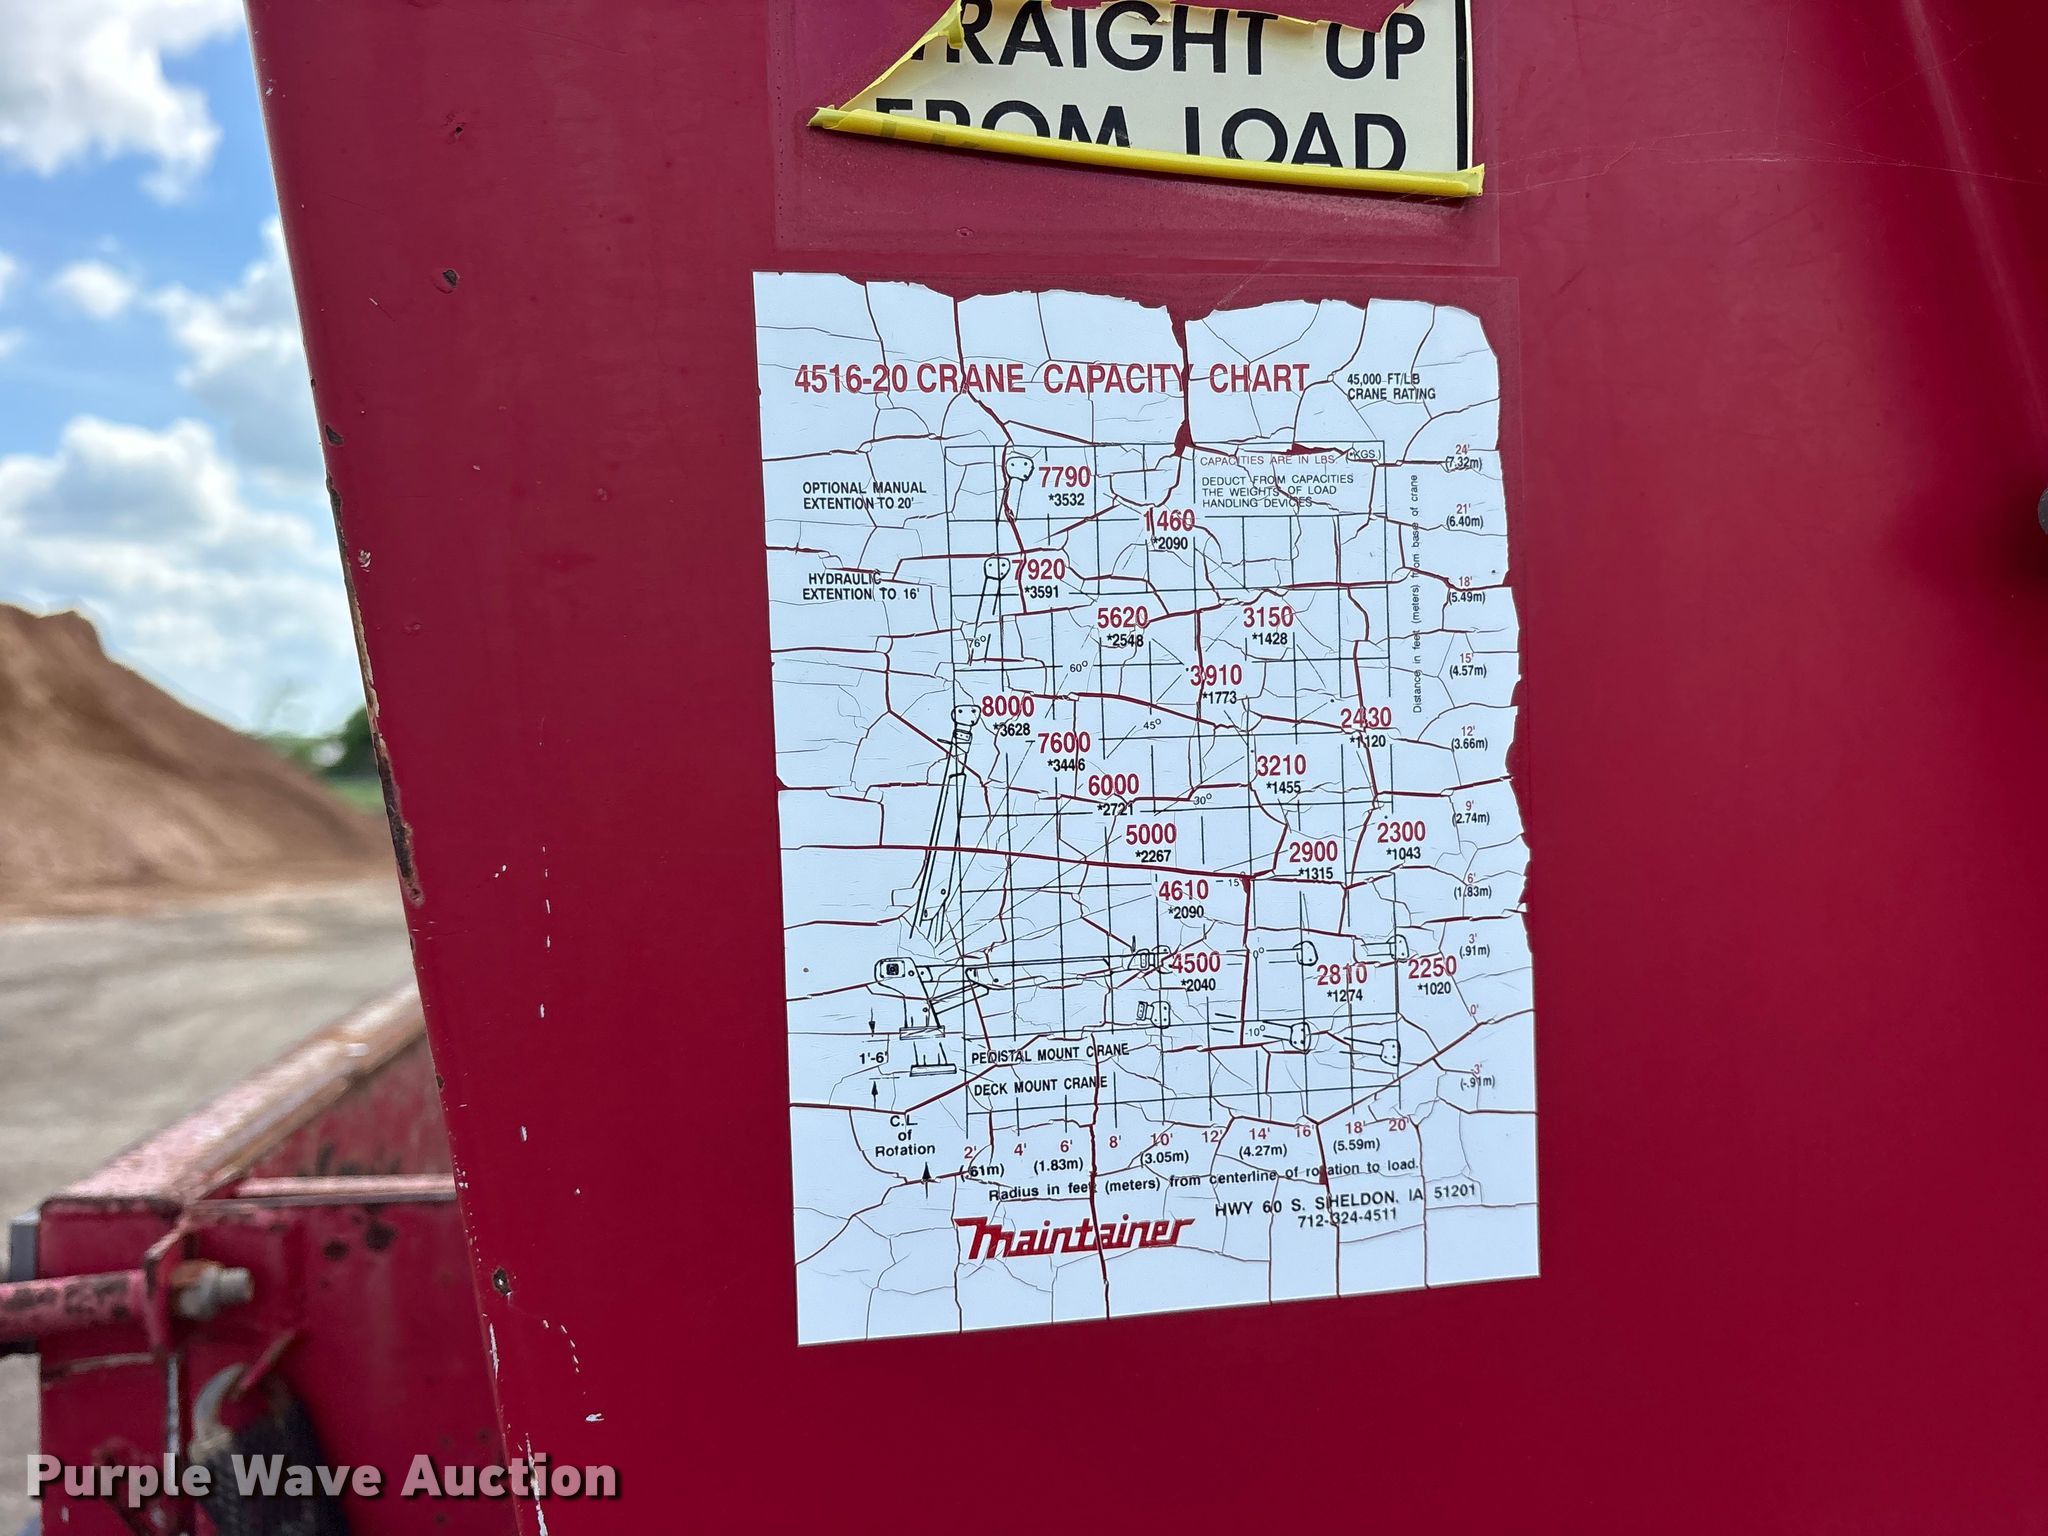 RAIGHT UP
FROM LOAD
4516-20 CRANE CAPACITY CHART
45,000 FT/LB
CRANE RATING
24'
(7.32m)
CAPACITIES ARE IN LBS. (*KGS.)
DEDUCT FROM CAPACITIES
THE WEIGHTS OF LOAD
HANDLING DEVICES
OPTIONAL MANUAL
EXTENTION TO 20'
7790
*3532
21'
(6.40m)
1460
*2090
HYDRAULIC
EXTENTION TO 16'
7920
*3591
18'
(5.49m)
Distance in feet (meters) from base of crane
5620
*2548
3150
*1428
76°
60°
15'
(4.57m)
3910
*1773
8000
*3628
45°
2430
*1120
12'
(3.66m)
7600
*3446
3210
*1455
6000
*2721
30°
9'
(2.74m)
5000
*2267
2900
*1315
2300
*1043
4610
*2090
15°
6'
(1.83m)
3'
(.91m)
0°
4500
*2040
2810
*1274
2250
*1020
0'
-10°
1'-6"
PEDISTAL MOUNT CRANE
DECK MOUNT CRANE
-3'
(-.91m)
C.L.
of
Rotation
2' 4' 6' 8' 10' 12' 14' 16' 18' 20'
(.61m) (1.83m) (3.05m) (4.27m) (5.59m)
Radius in feet (meters) from centerline of rotation to load.
Maintainer
HWY 60 S. SHELDON, IA 51201
712-324-4511
Purple Wave Auction